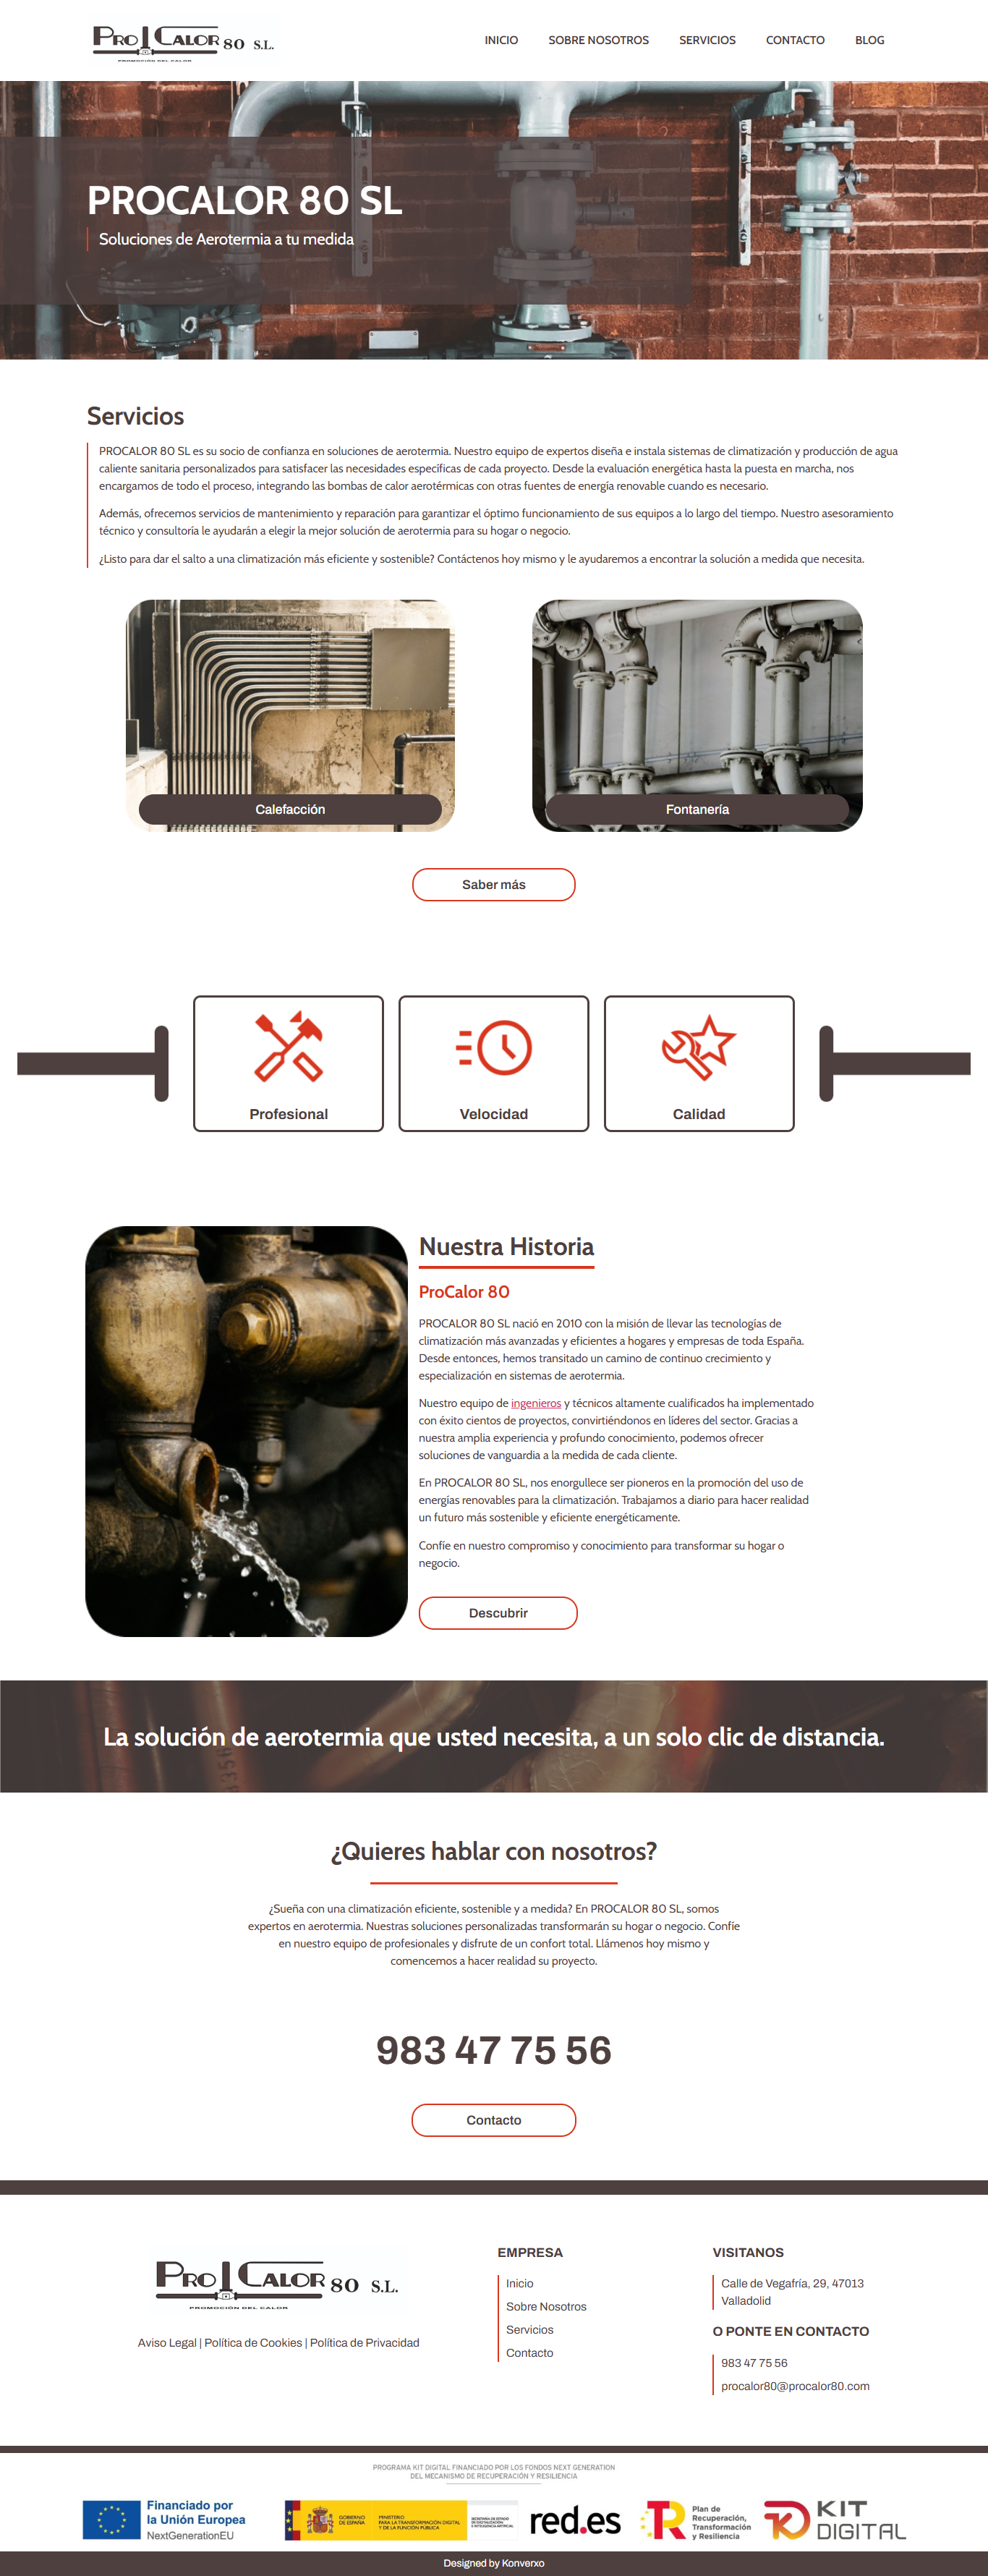 PROCALOR 80 S.L.
PROMOCIÓN DEL CALOR
INICIO
SOBRE NOSOTROS
SERVICIOS
CONTACTO
BLOG
PROCALOR 80 SL
Soluciones de Aerotermia a tu medida
Servicios
PROCALOR 80 SL es su socio de confianza en soluciones de aerotermia. Nuestro equipo de expertos diseña e instala sistemas de climatización y producción de agua
caliente sanitaria personalizados para satisfacer las necesidades específicas de cada proyecto. Desde la evaluación energética hasta la puesta en marcha, nos
encargamos de todo el proceso, integrando las bombas de calor aerotérmicas con otras fuentes de energía renovable cuando es necesario.
Además, ofrecemos servicios de mantenimiento y reparación para garantizar el óptimo funcionamiento de sus equipos a lo largo del tiempo. Nuestro asesoramiento
técnico y consultoría le ayudarán a elegir la mejor solución de aerotermia para su hogar o negocio.
¿Listo para dar el salto a una climatización más eficiente y sostenible? Contáctenos hoy mismo y le ayudaremos a encontrar la solución a medida que necesita.
Calefacción
Fontanería
Saber más
Profesional
Velocidad
Calidad
Nuestra Historia
ProCalor 80
PROCALOR 80 SL nació en 2010 con la misión de llevar las tecnologías de
climatización más avanzadas y eficientes a hogares y empresas de toda España.
Desde entonces, hemos transitado un camino de continuo crecimiento y
especialización en sistemas de aerotermia.
Nuestro equipo de ingenieros y técnicos altamente cualificados ha implementado
con éxito cientos de proyectos, convirtiéndonos en líderes del sector. Gracias a
nuestra amplia experiencia y profundo conocimiento, podemos ofrecer
soluciones de vanguardia a la medida de cada cliente.
En PROCALOR 80 SL, nos enorgullece ser pioneros en la promoción del uso de
energías renovables para la climatización. Trabajamos a diario para hacer realidad
un futuro más sostenible y eficiente energéticamente.
Confíe en nuestro compromiso y conocimiento para transformar su hogar o
negocio.
Descubrir
La solución de aerotermia que usted necesita, a un solo clic de distancia.
¿Quieres hablar con nosotros?
¿Sueña con una climatización eficiente, sostenible y a medida? En PROCALOR 80 SL, somos
expertos en aerotermia. Nuestras soluciones personalizadas transformarán su hogar o negocio. Confíe
en nuestro equipo de profesionales y disfrute de un confort total. Llámenos hoy mismo y
comencemos a hacer realidad su proyecto.
983 47 75 56
Contacto
PROCALOR 80 S.L.
PROMOCIÓN DEL CALOR
Aviso Legal | Política de Cookies | Política de Privacidad
EMPRESA
Inicio
Sobre Nosotros
Servicios
Contacto
VISITANOS
Calle de Vegafría, 29, 47013
Valladolid
O PONTE EN CONTACTO
983 47 75 56
procalor80@procalor80.com
PROGRAMA KIT DIGITAL FINANCIADO POR LOS FONDOS NEXT GENERATION
DEL MECANISMO DE RECUPERACIÓN Y RESILIENCIA
Financiado por
la Unión Europea
NextGenerationEU
GOBIERNO
DE ESPAÑA
MINISTERIO
PARA LA TRANSFORMACIÓN DIGITAL
Y DE LA FUNCIÓN PÚBLICA
SECRETARÍA DE ESTADO
DE DIGITALIZACIÓN
E INTELIGENCIA ARTIFICIAL
red.es
Plan de
Recuperación,
Transformación
y Resiliencia
KIT
DIGITAL
Designed by Konverxo